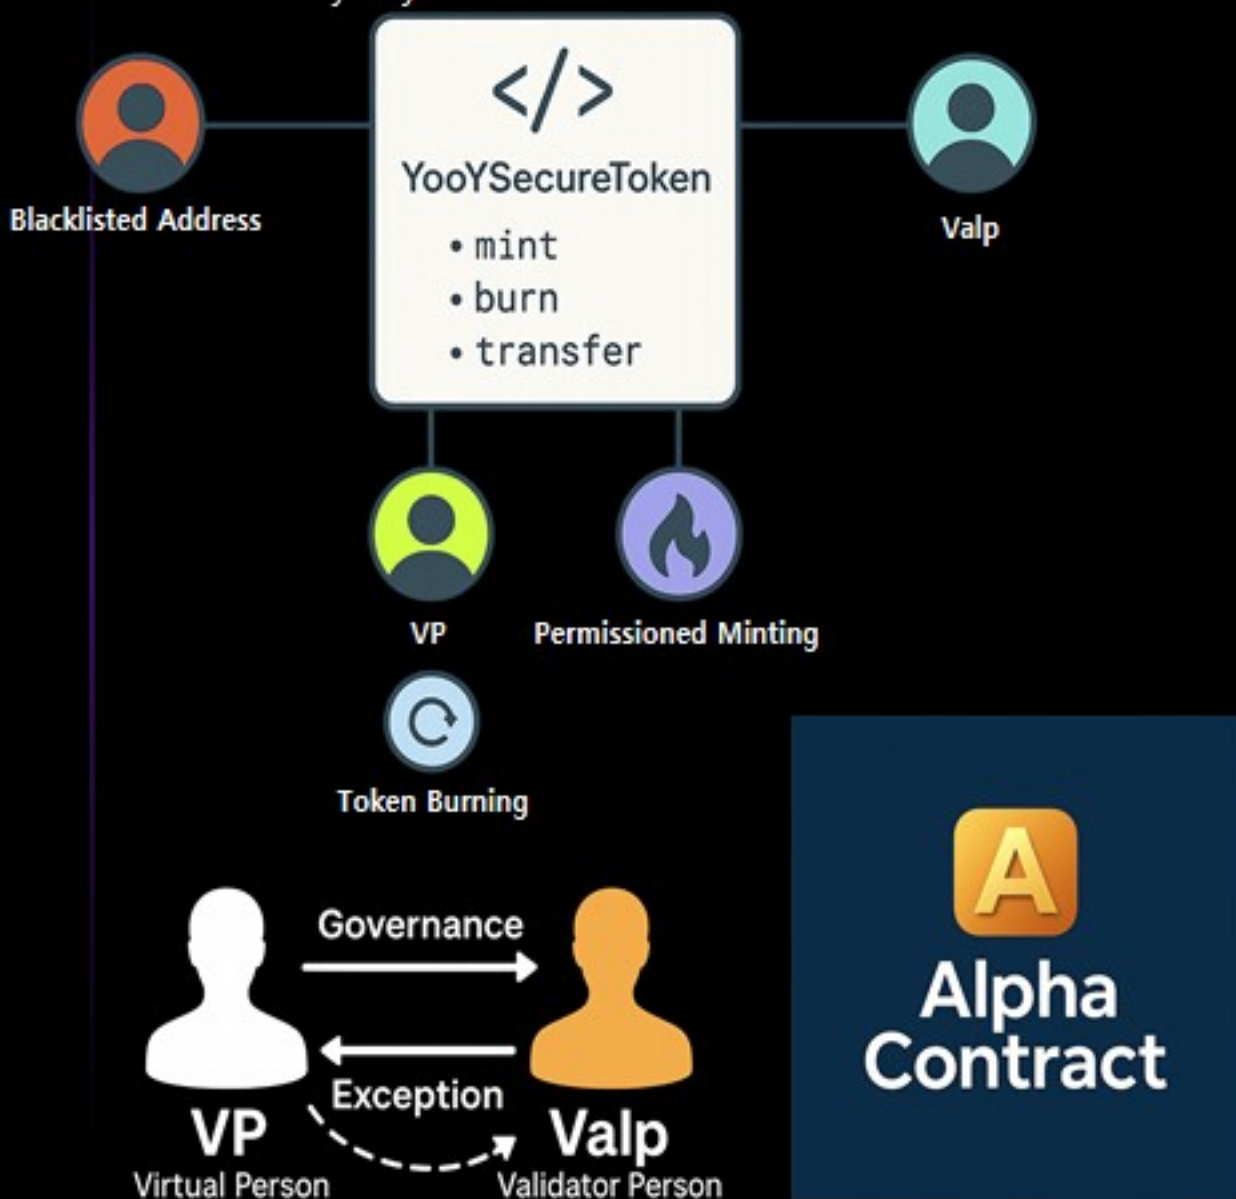 </>
YooYSecureToken
• mint
• burn
• transfer
Blacklisted Address
Valp
VP
Permissioned Minting
Token Burning
Governance
Exception
VP
Virtual Person
Valp
Validator Person
A
Alpha
Contract